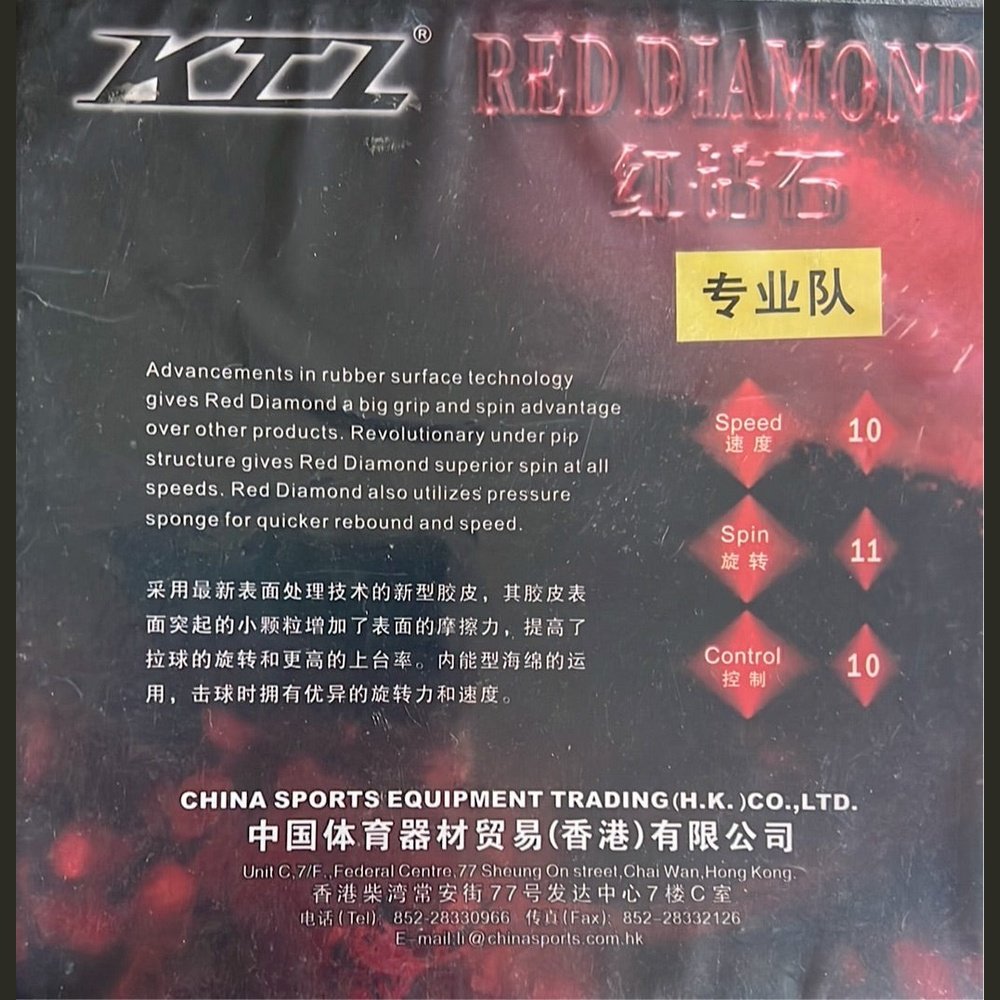 KTL®
RED DIAMOND
红钻石
专业队
Advancements in rubber surface technology
gives Red Diamond a big grip and spin advantage
over other products. Revolutionary under pip
structure gives Red Diamond superior spin at all
speeds. Red Diamond also utilizes pressure
sponge for quicker rebound and speed.
Speed 10
速度
Spin 11
旋转
Control 10
控制
采用最新表面处理技术的新型胶皮，其胶皮表
面突起的小颗粒增加了表面的摩擦力，提高了
拉球的旋转和更高的上台率。内能型海绵的运
用，击球时拥有优异的旋转力和速度。
CHINA SPORTS EQUIPMENT TRADING(H.K.)CO.,LTD.
中国体育器材贸易(香港)有限公司
Unit C,7/F.,Federal Centre,77 Sheung On street,Chai Wan,Hong Kong.
香港柴湾常安街77号发达中心7楼C室
电话(Tel): 852-28330966 传真(Fax): 852-28332126
E-mail:li@chinasports.com.hk